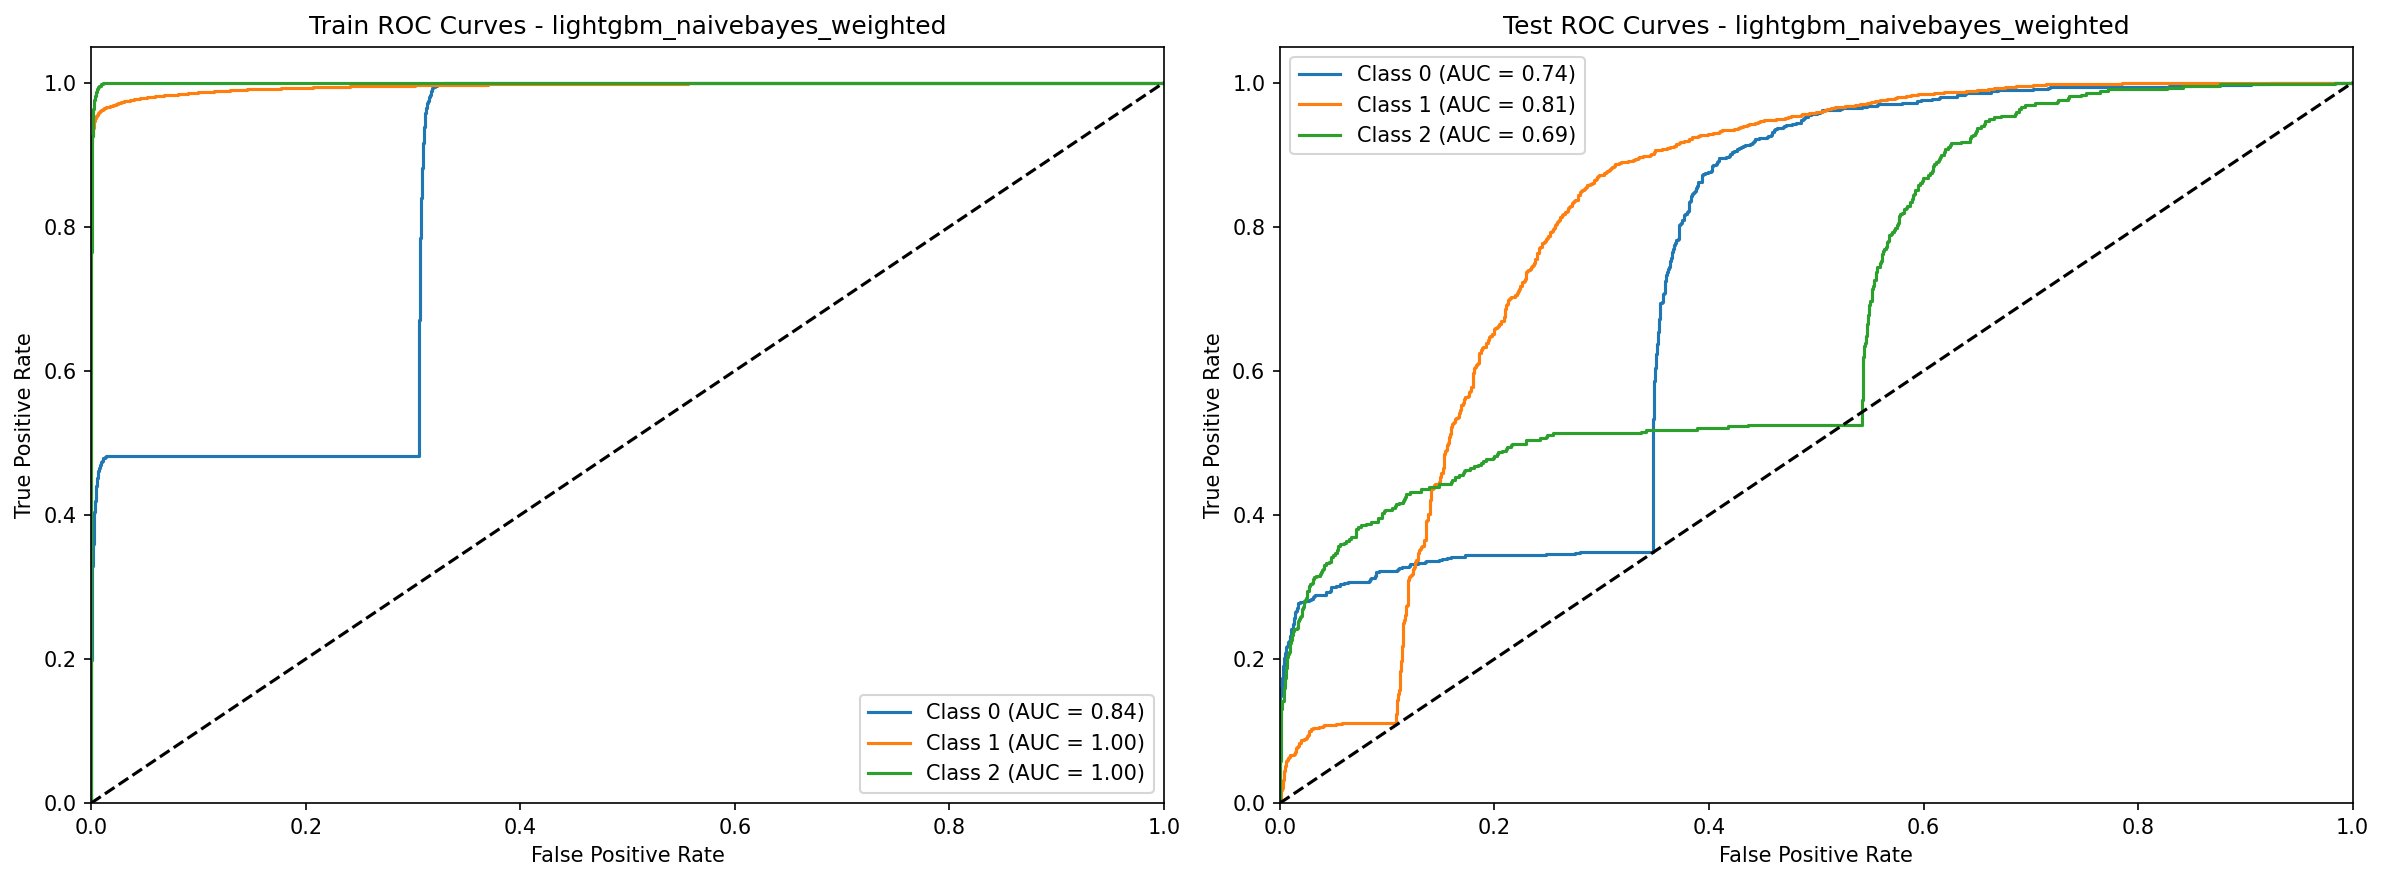 Train ROC Curves - lightgbm_naivebayes_weighted
True Positive Rate
1.0
0.8
0.6
0.4
0.2
0.0
0.0 0.2 0.4 0.6 0.8 1.0
False Positive Rate
Class 0 (AUC = 0.84)
Class 1 (AUC = 1.00)
Class 2 (AUC = 1.00)
Test ROC Curves - lightgbm_naivebayes_weighted
Class 0 (AUC = 0.74)
Class 1 (AUC = 0.81)
Class 2 (AUC = 0.69)
True Positive Rate
1.0
0.8
0.6
0.4
0.2
0.0
0.0 0.2 0.4 0.6 0.8 1.0
False Positive Rate